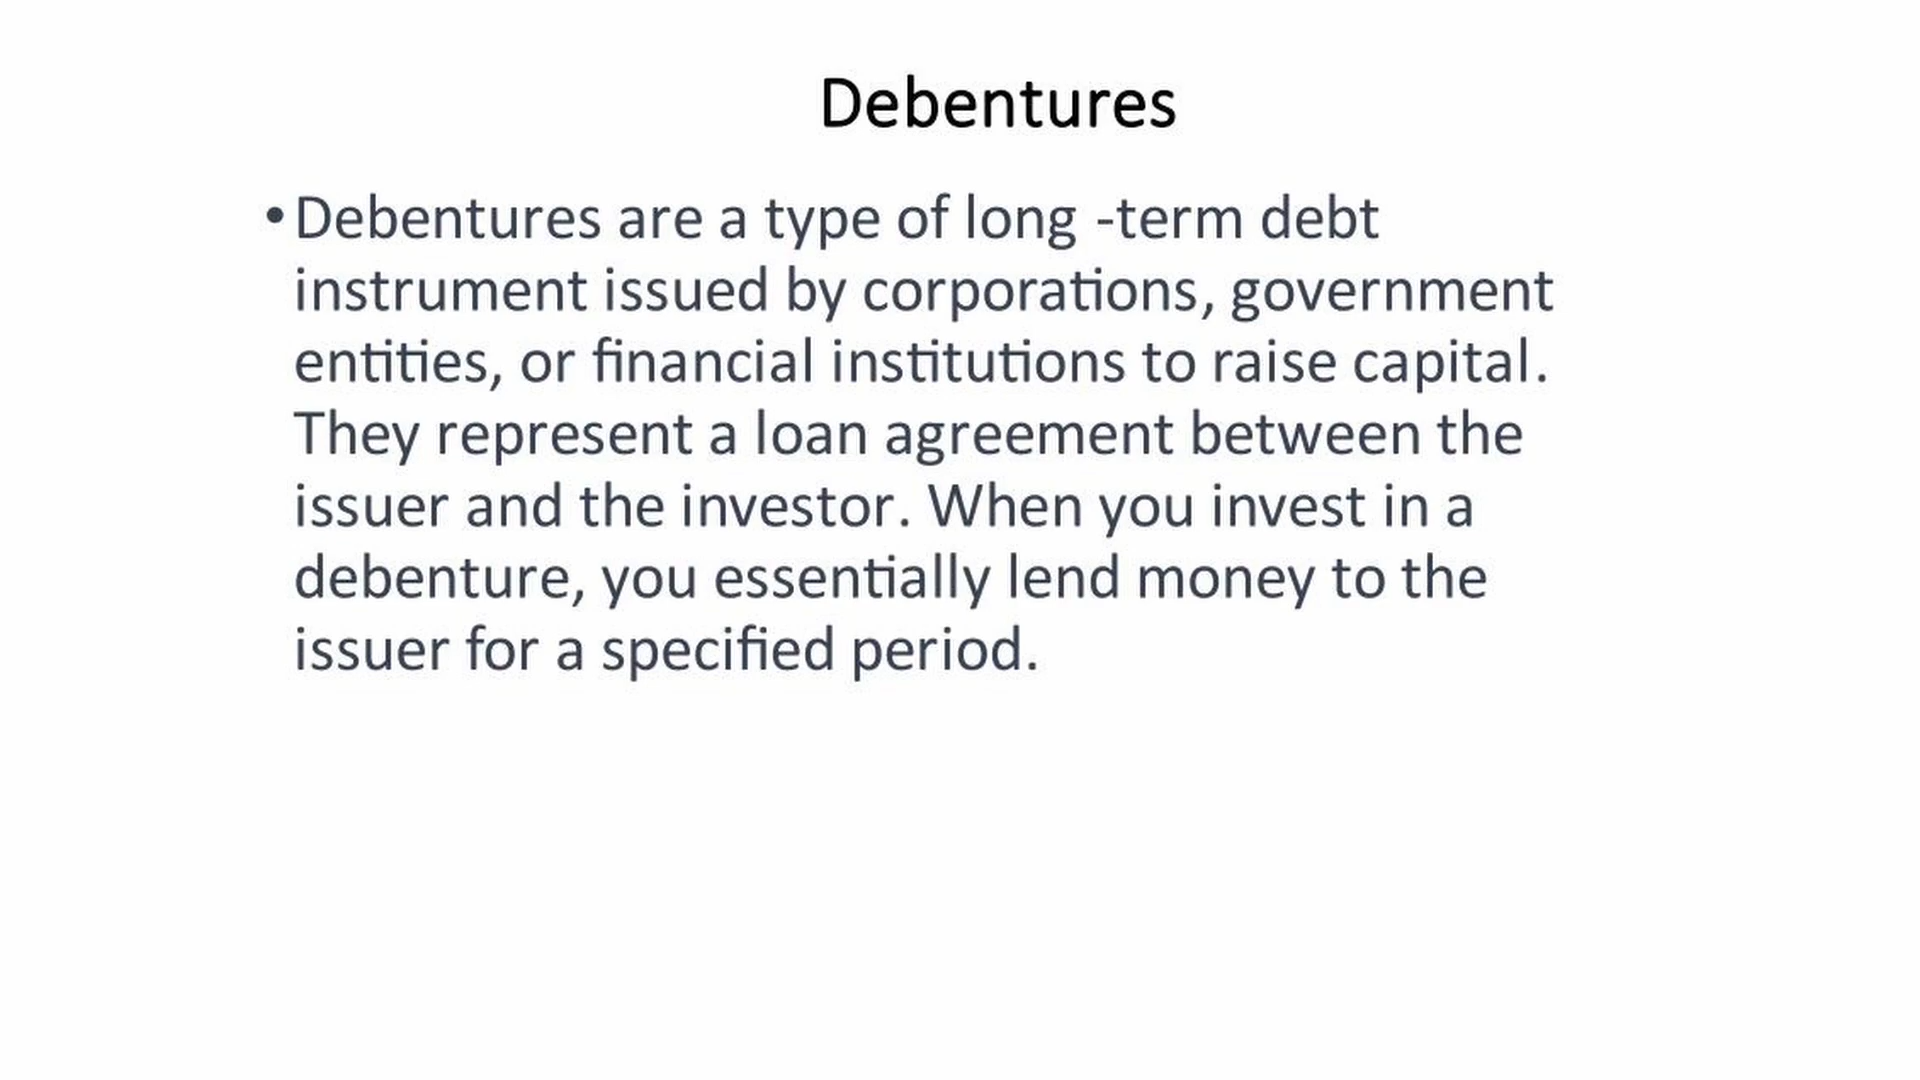 Debentures
•Debentures are a type of long -term debt
instrument issued by corporations, government
entities, or financial institutions to raise capital.
They represent a loan agreement between the
issuer and the investor. When you invest in a
debenture, you essentially lend money to the
issuer for a specified period.